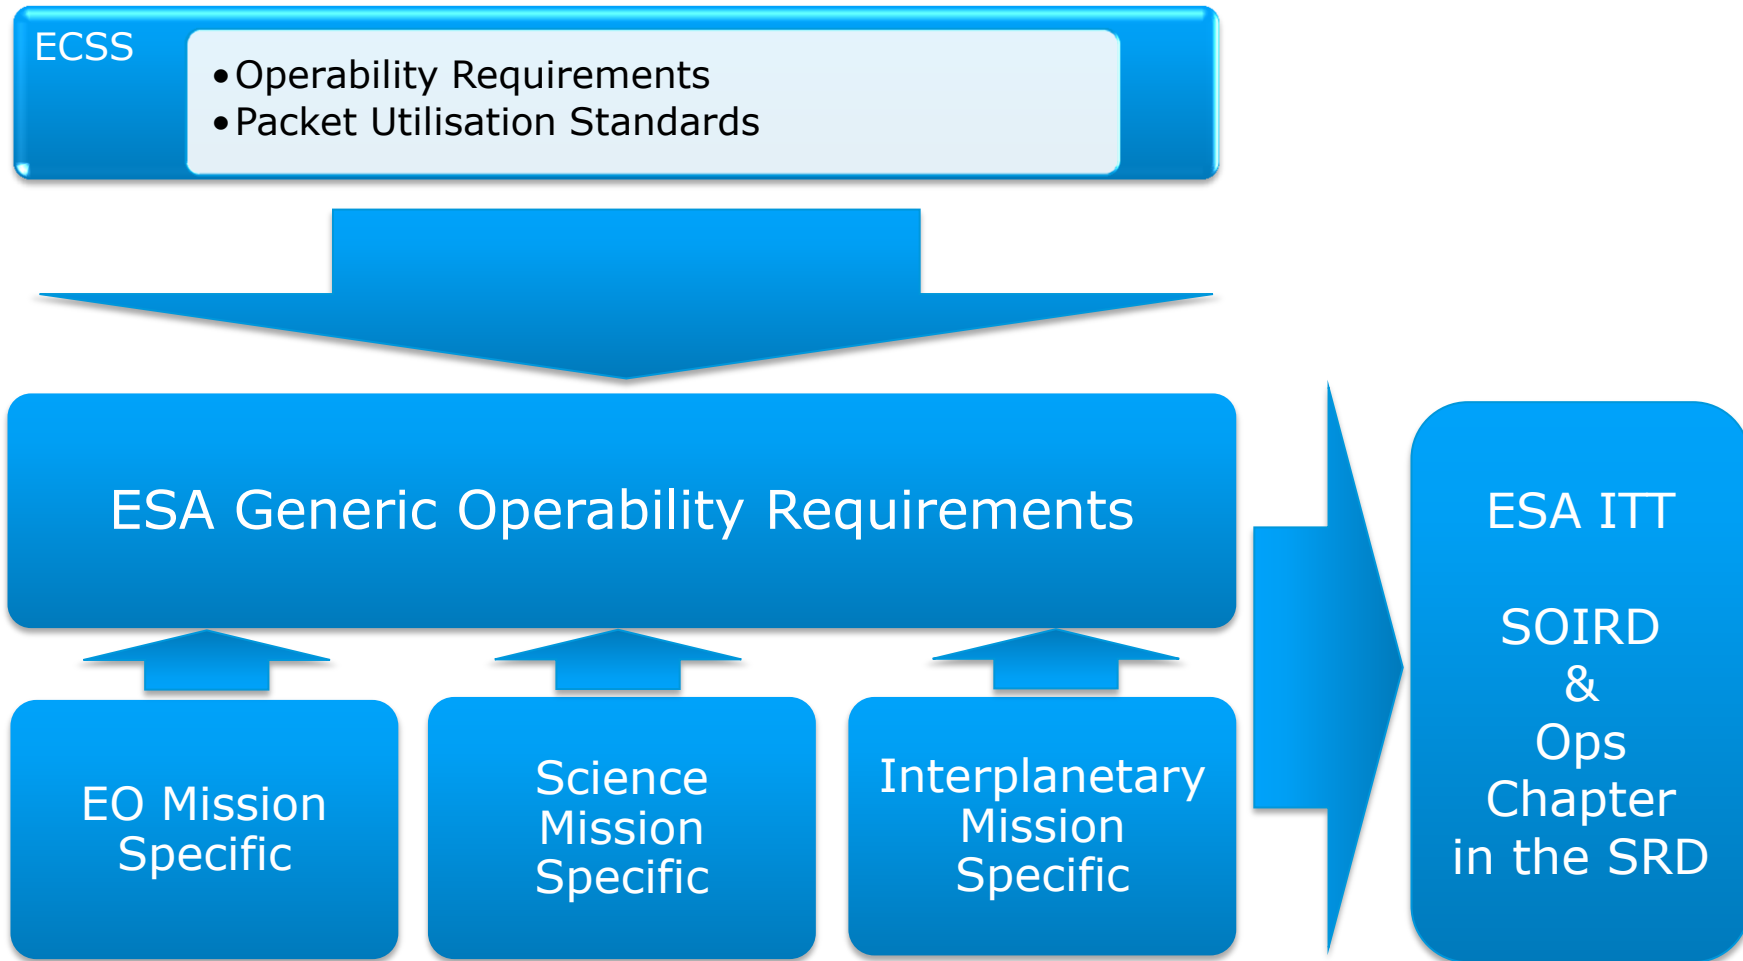 ECSS
•Operability Requirements
•Packet Utilisation Standards
ESA Generic Operability Requirements
EO Mission
Specific
Science
Mission
Specific
Interplanetary
Mission
Specific
ESA ITT
SOIRD
&
Ops
Chapter
in the SRD